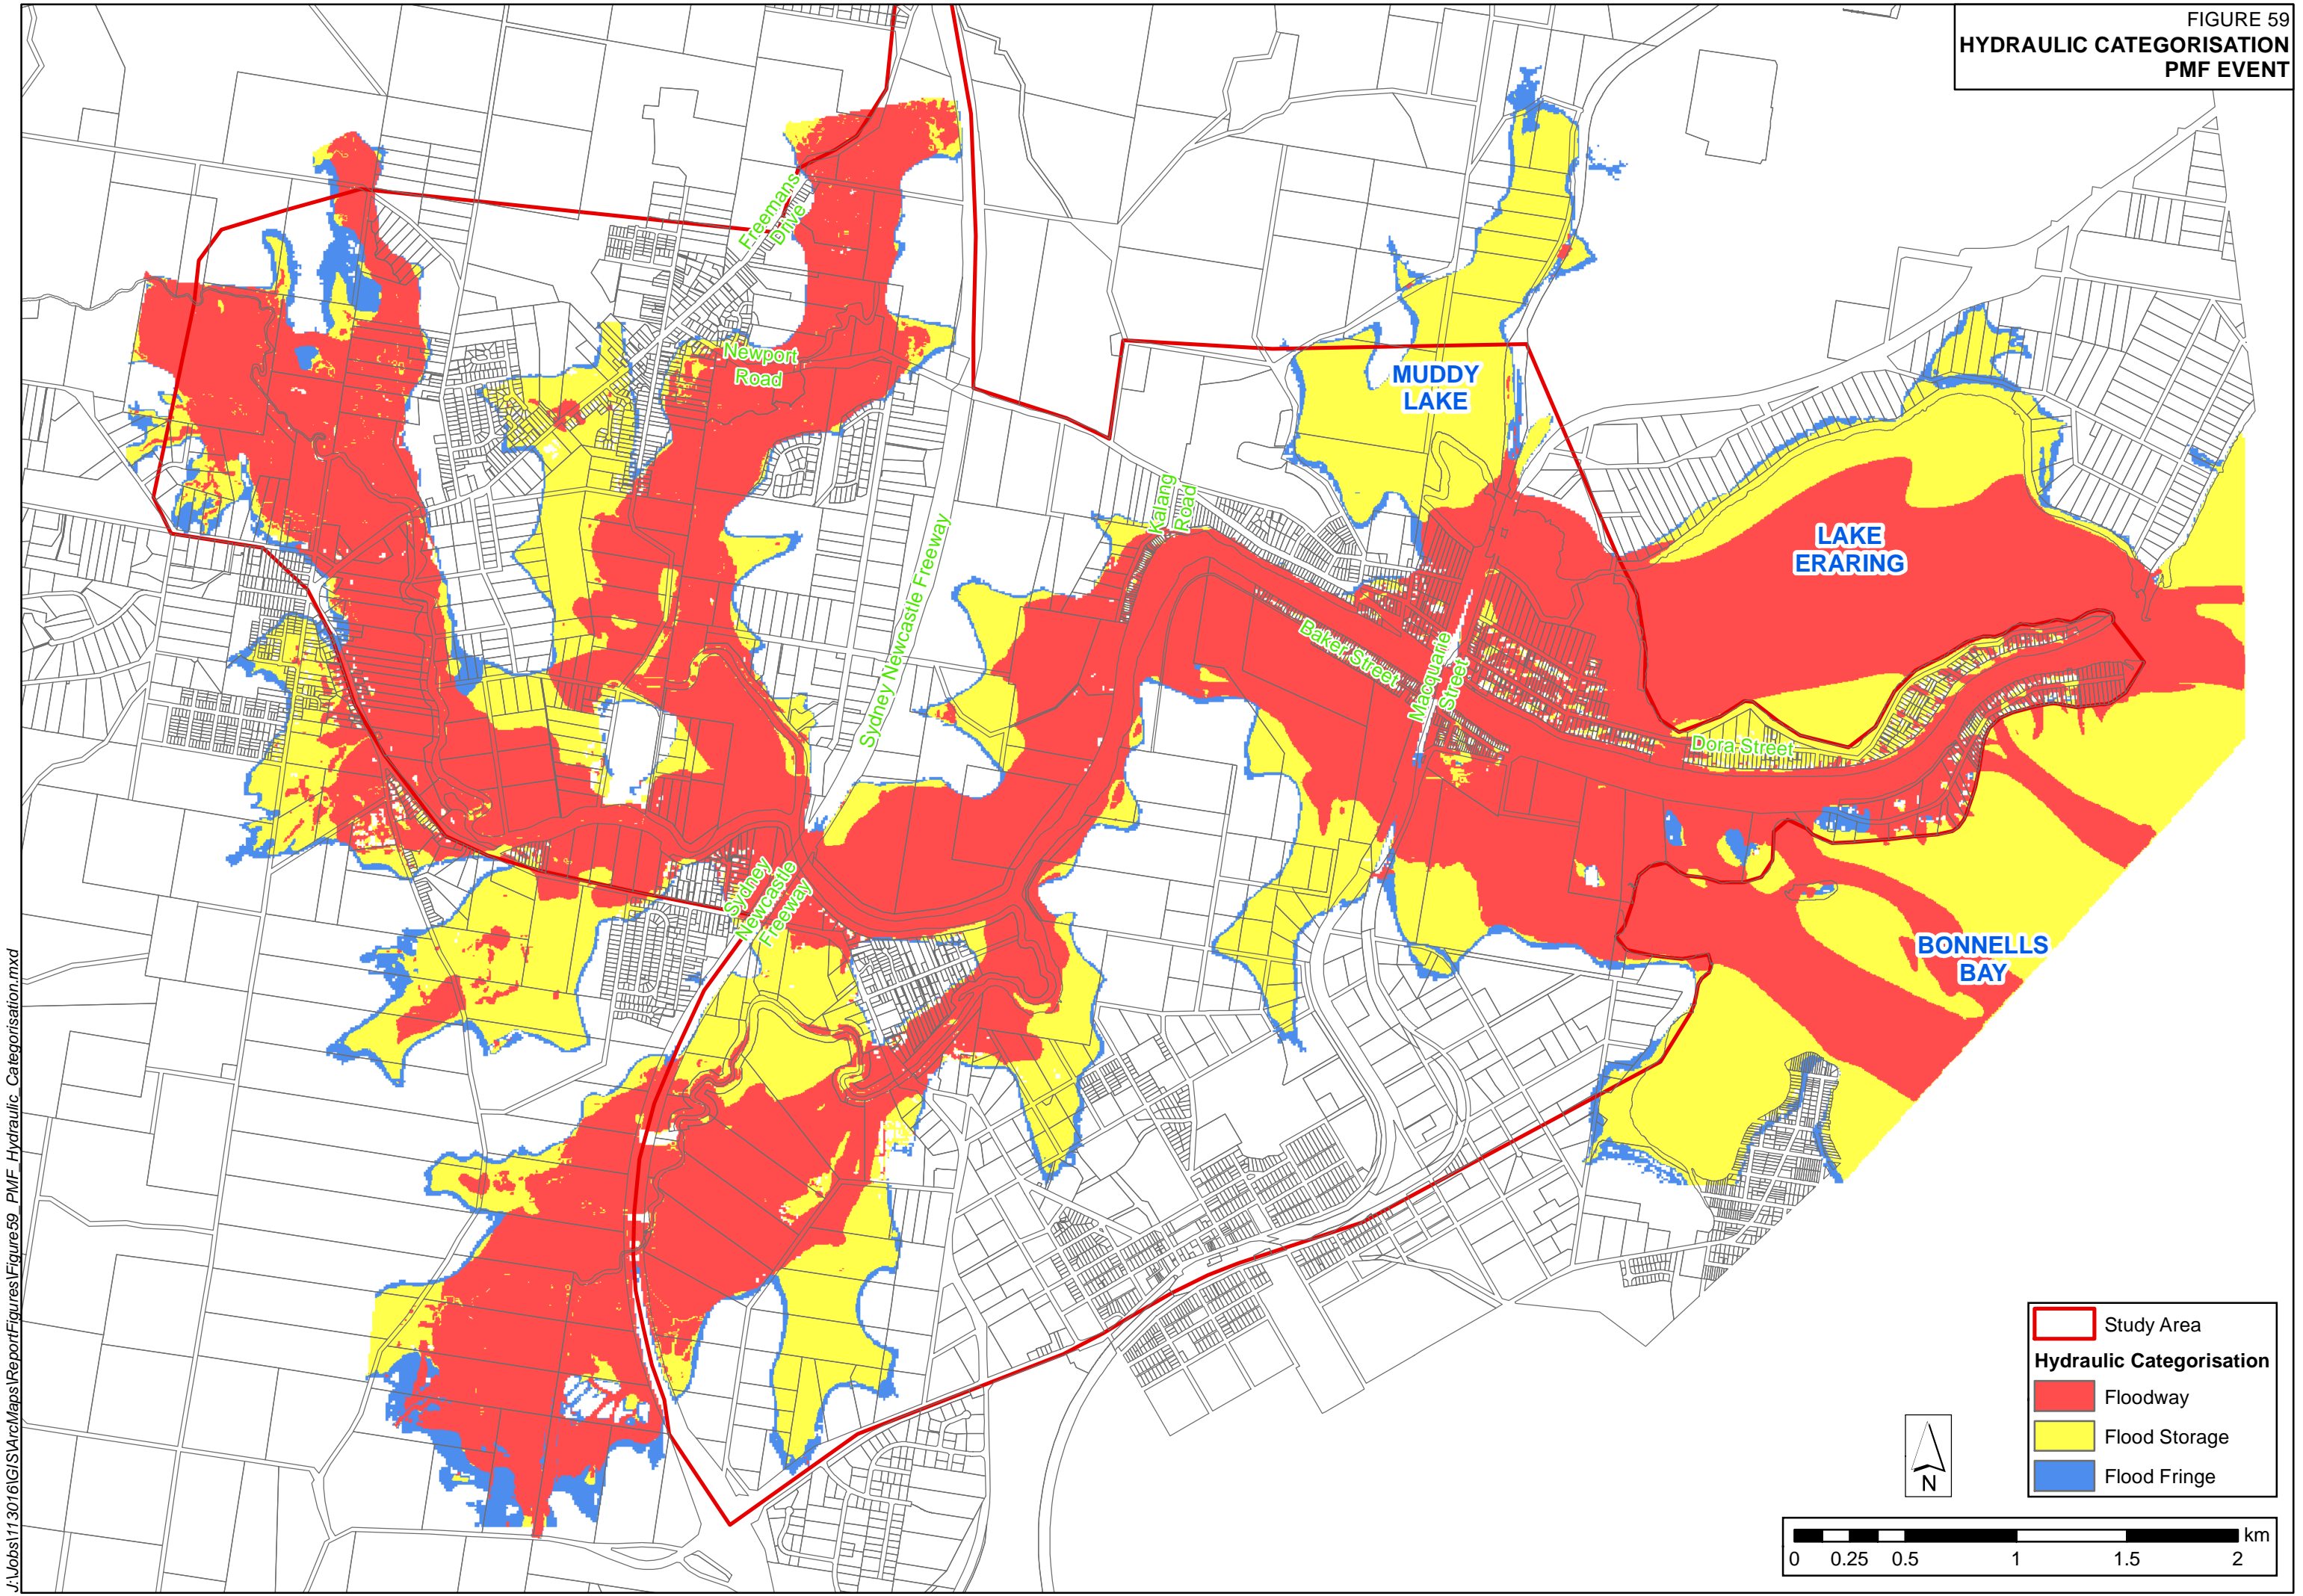 FIGURE 59
HYDRAULIC CATEGORISATION
PMF EVENT
Freemans
Drive
Newport
Road
MUDDY
LAKE
Kalang
Road
LAKE
ERARING
Sydney Newcastle Freeway
Baker Street
Macquarie
Street
Dora Street
Sydney
Newcastle
Freeway
BONNELLS
BAY
Study Area
Hydraulic Categorisation
Floodway
Flood Storage
Flood Fringe
N
km
0 0.25 0.5 1 1.5 2
J:\Jobs\113016\GIS\ArcMaps\ReportFigures\Figure59_PMF_Hydraulic_Categorisation.mxd